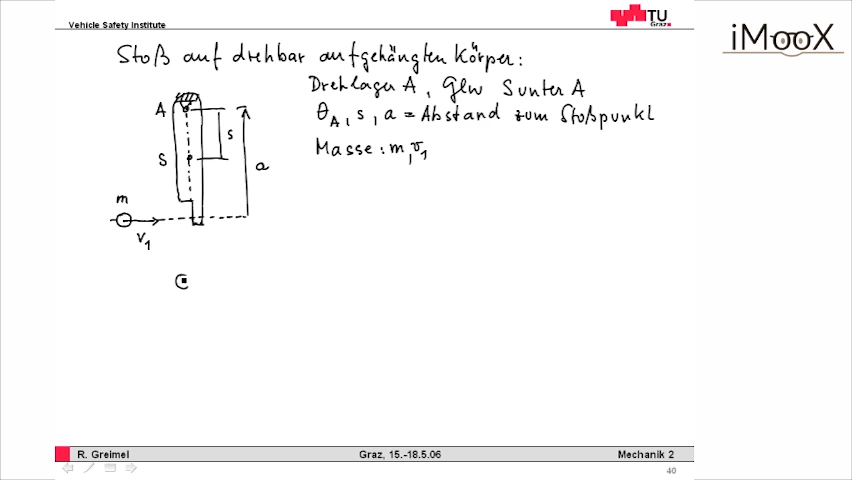 Vehicle Safety Institute
TU
Graz
iMooX
Stoß auf drehbar aufgehängten Körper:
Drehlager A, Glw S unter A
θA, s, a = Abstand zum Stoßpunkt
Masse: m, v1
A
S
s
a
m
v1
R. Greimel
Graz, 15.-18.5.06
Mechanik 2
40